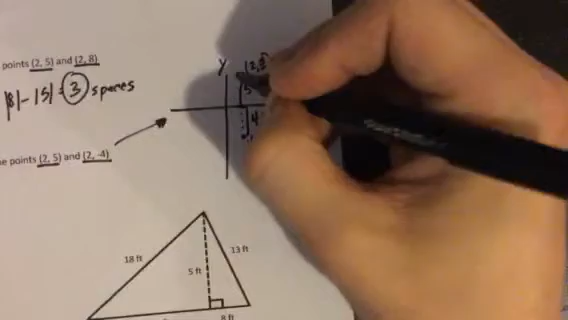 points (2, 5) and (2, 8)
|8| - |5| = 3 spaces
y
(2,
5
4
points (2, 5) and (2, -4)
18 ft
13 ft
5 ft
8 ft